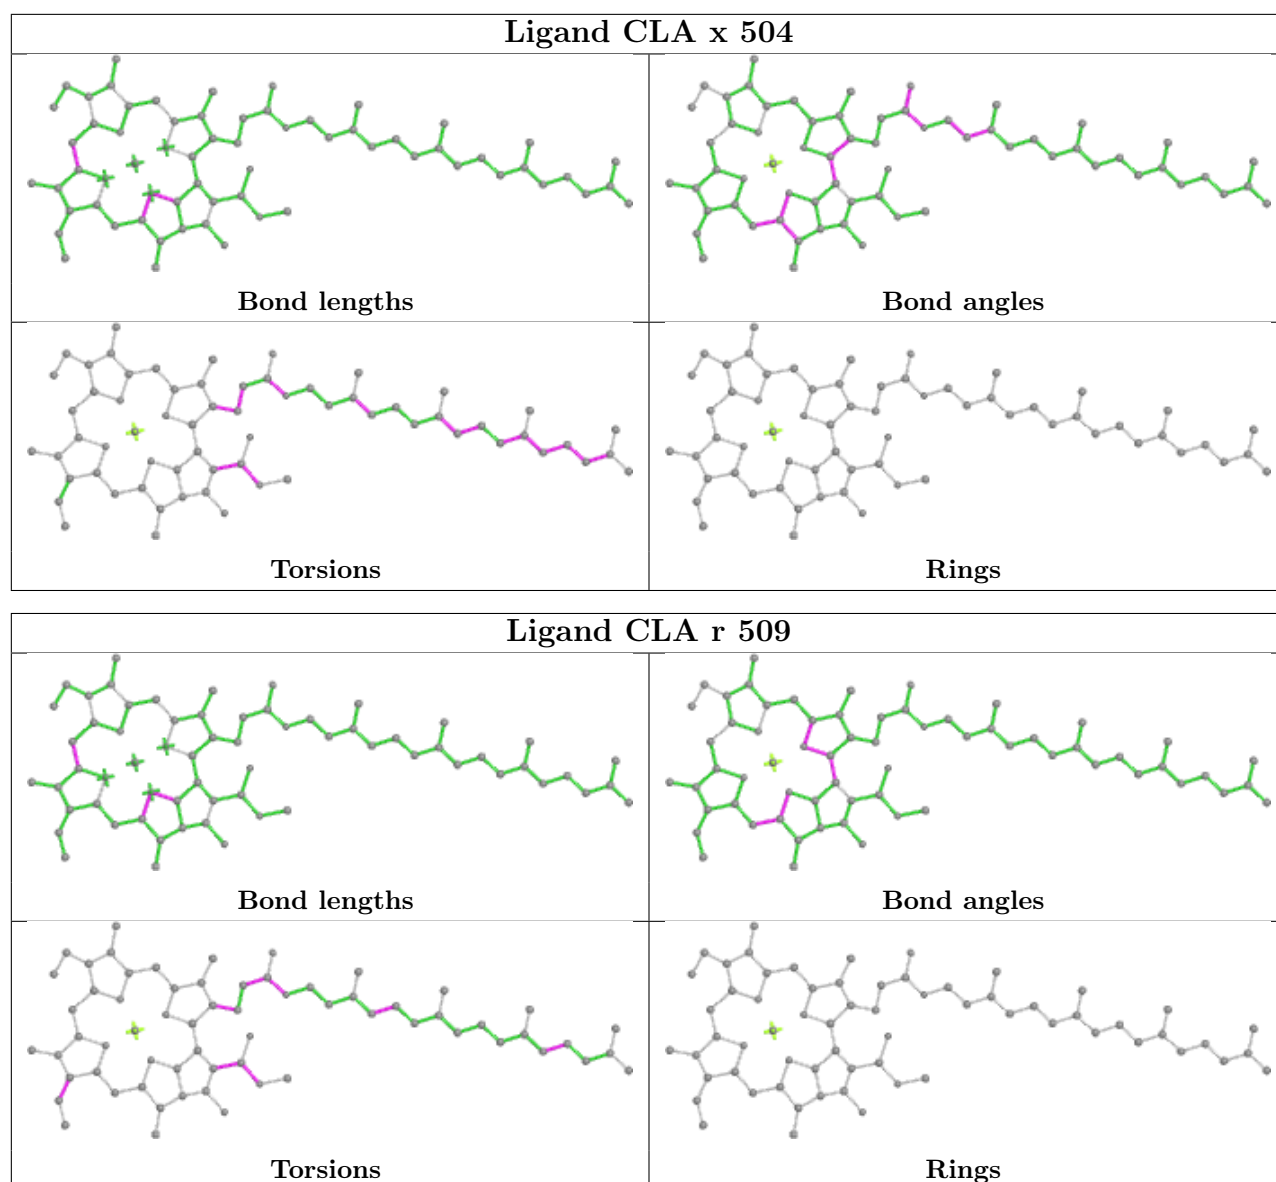 Ligand CLA x 504
Bond lengths
Bond angles
Torsions
Rings
Ligand CLA r 509
Bond lengths
Bond angles
Torsions
Rings